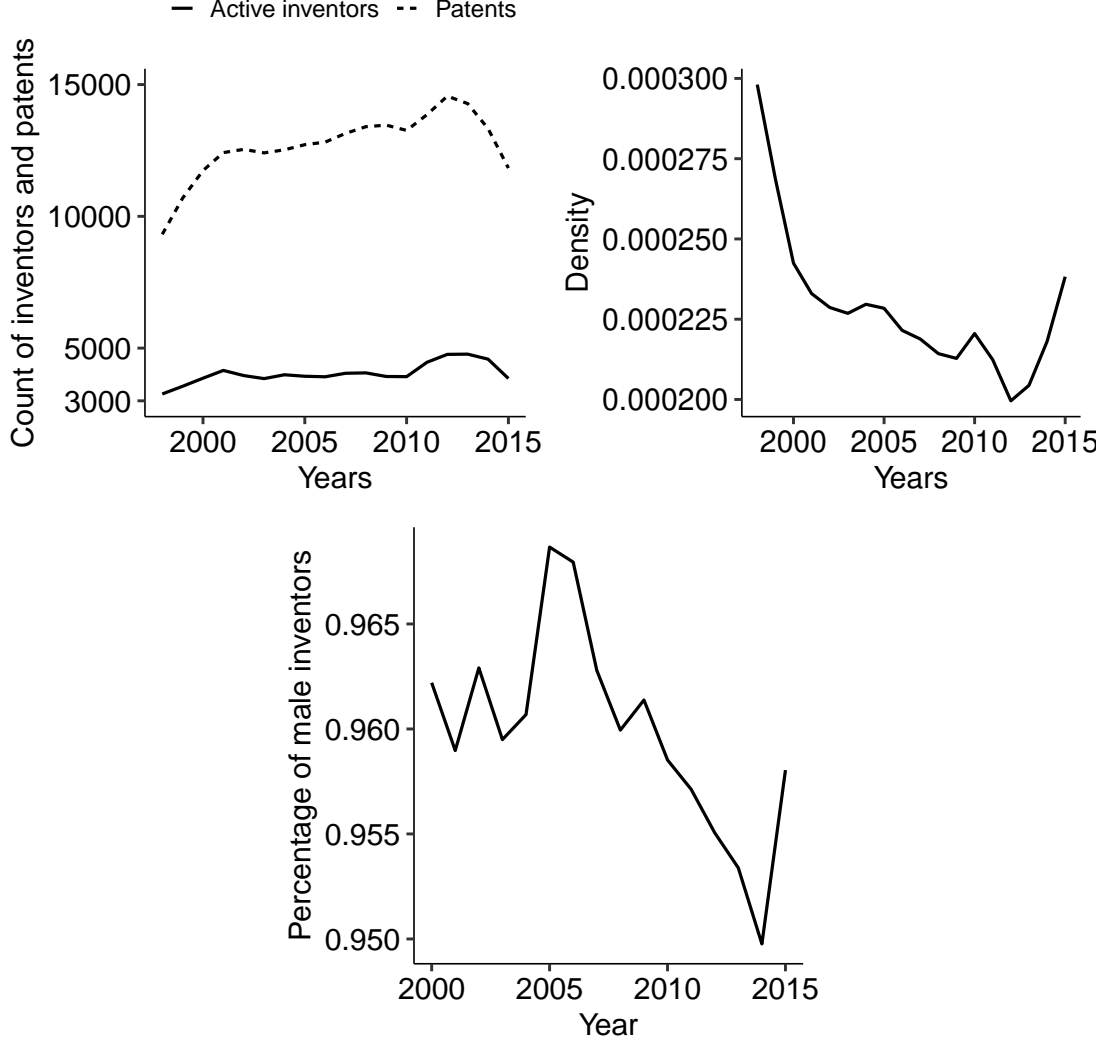 Active inventors Patents
Count of inventors and patents
15000
10000
5000
3000
2000 2005 2010 2015
Years
Density
0.000300
0.000275
0.000250
0.000225
0.000200
2000 2005 2010 2015
Years
Percentage of male inventors
0.965
0.960
0.955
0.950
2000 2005 2010 2015
Year